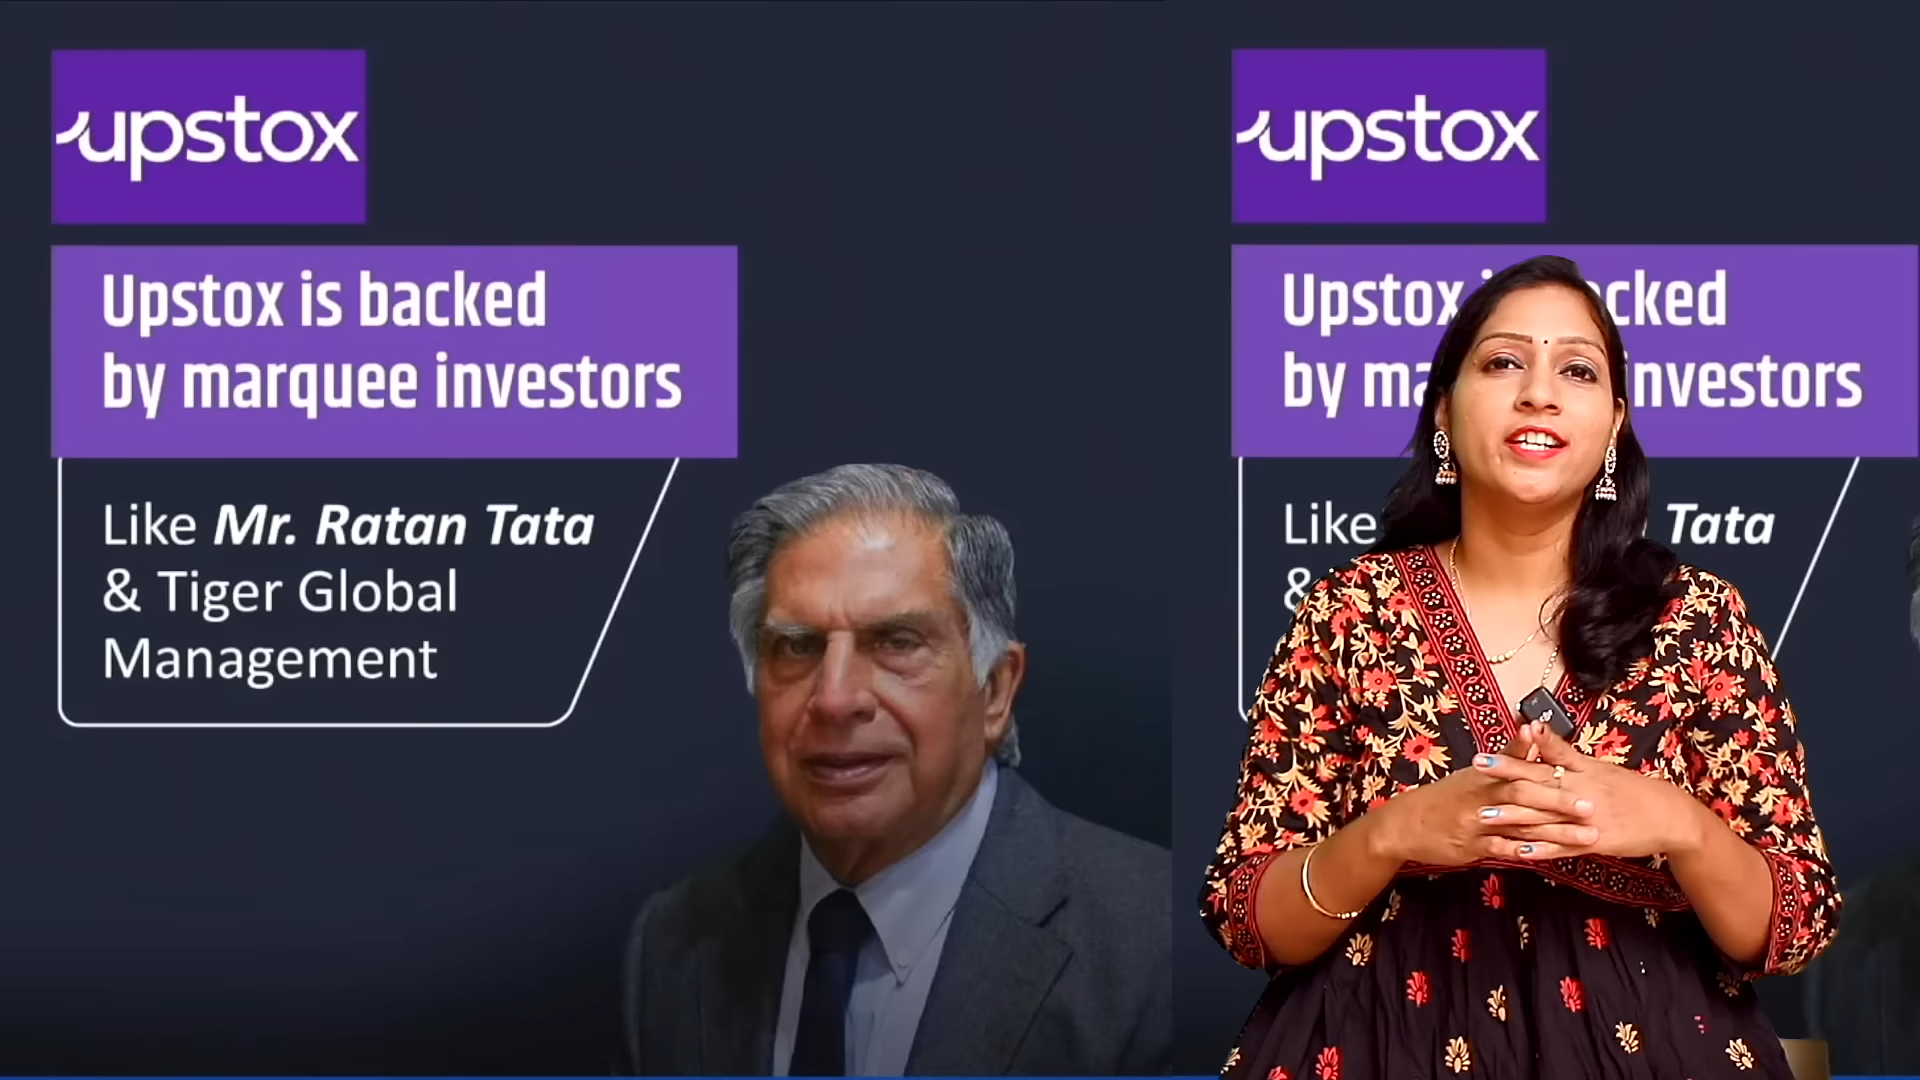 upstox
Upstox is backed
by marquee investors
Like Mr. Ratan Tata
& Tiger Global
Management
upstox
Upstox cked
by ma nvestors
Like Tata
&